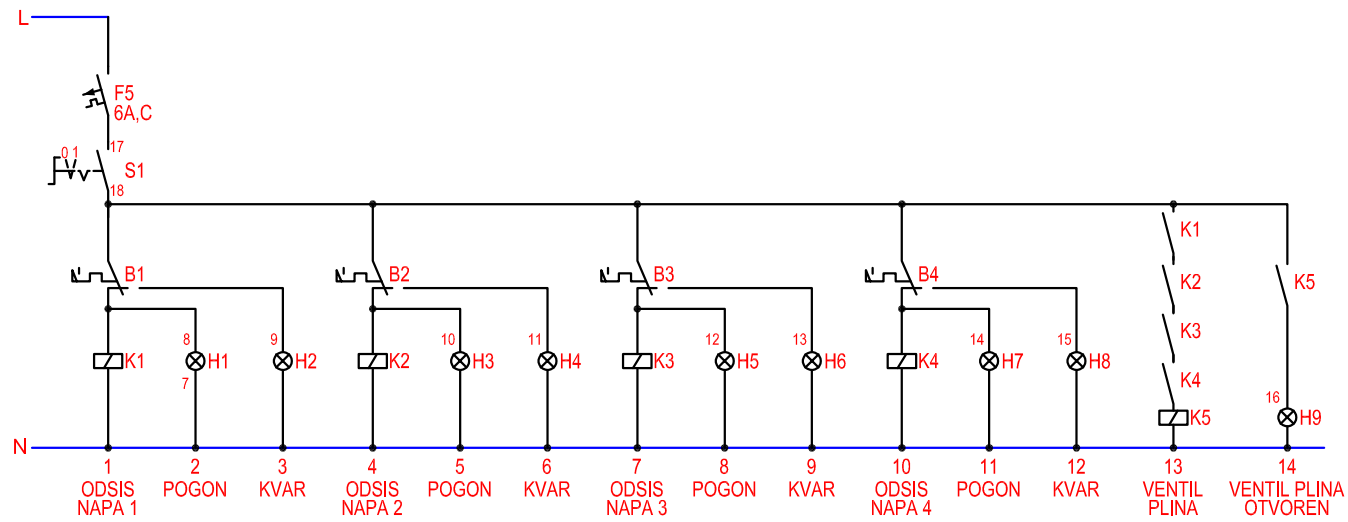 L
F5
6A,C
17
0 1
S1
18
B1
B2
B3
B4
K1
K2
K3
K4
K5
8
9
10
11
12
13
14
15
K1
H1
H2
K2
H3
H4
K3
H5
H6
K4
H7
H8
7
16
K5
H9
N
1 2 3 4 5 6 7 8 9 10 11 12 13 14
ODSIS POGON KVAR ODSIS POGON KVAR ODSIS POGON KVAR ODSIS POGON KVAR VENTIL VENTIL PLINA
NAPA 1 NAPA 2 NAPA 3 NAPA 4 PLINA OTVOREN